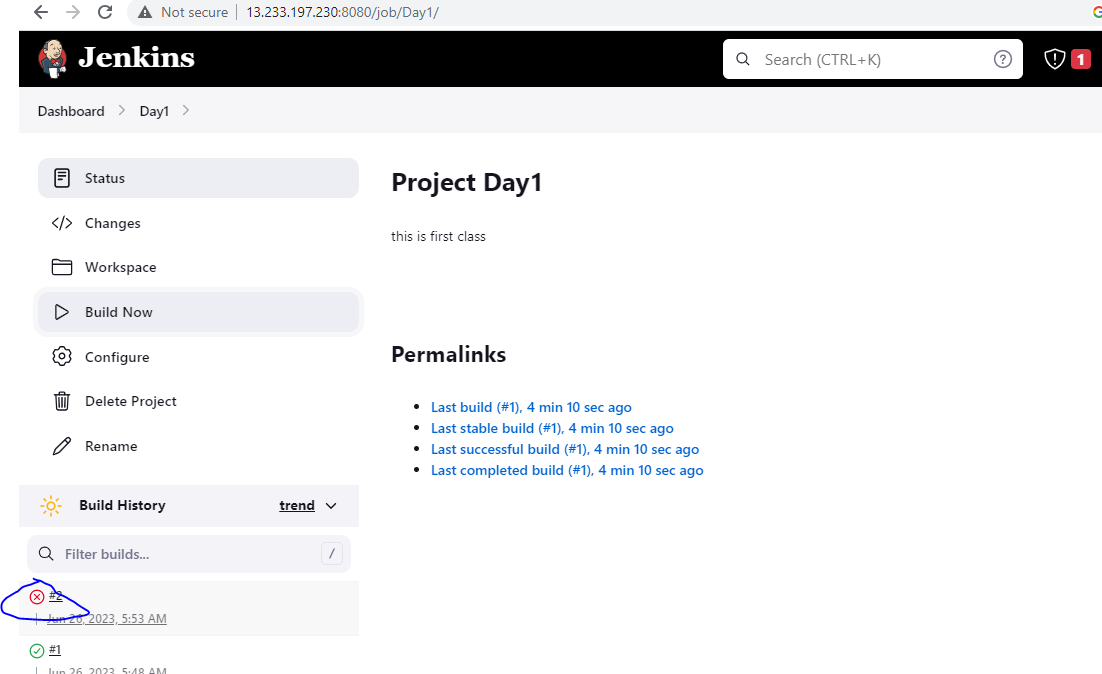 Not secure 13.233.197.230:8080/job/Day1/
Jenkins
Search (CTRL+K)
1
Dashboard
Day1
Status
Changes
Workspace
Build Now
Configure
Delete Project
Rename
Project Day1
this is first class
Permalinks
Last build (#1), 4 min 10 sec ago
Last stable build (#1), 4 min 10 sec ago
Last successful build (#1), 4 min 10 sec ago
Last completed build (#1), 4 min 10 sec ago
Build History trend
Filter builds... /
#2
Jun 26, 2023, 5:53 AM
#1
Jun 26, 2023, 5:48 AM